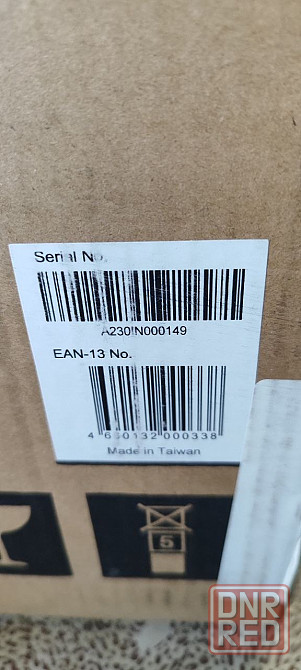 Serial No.
A230IN000149
EAN-13 No.
4 650132 000338
Made in Taiwan
5
DNR
RED